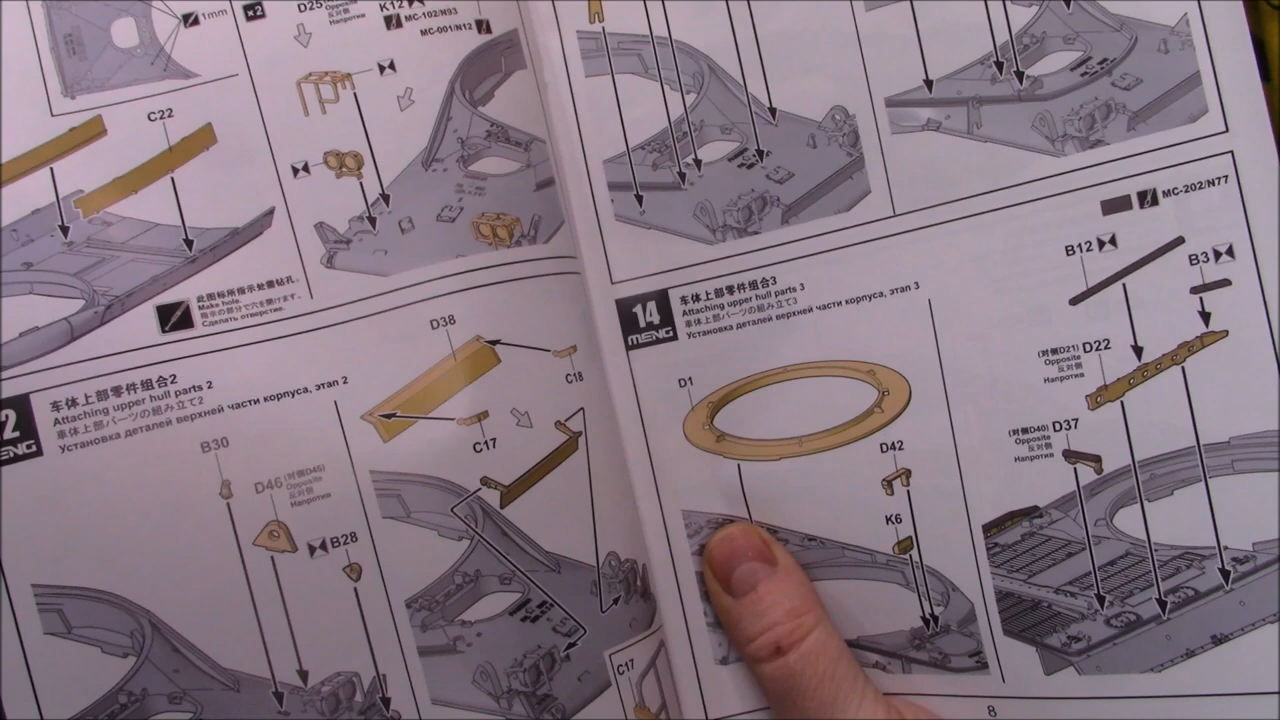 1mm
×2
D25
Opposite
反対側
Напротив
K12
MC-102/N93
MC-001/N12
C22
此图标所指示处需钻孔。
Make hole.
指示の部分で穴を開けます。
Сделать отверстие.
2
MENG
车体上部零件组合2
Attaching upper hull parts 2
車体上部パーツの組み立て2
Установка деталей верхней части корпуса, этап 2
B30
D46
(对侧D45)
Opposite
反対側
Напротив
B28
D38
C18
C17
C17
14
MENG
车体上部零件组合3
Attaching upper hull parts 3
車体上部パーツの組み立て3
Установка деталей верхней части корпуса, этап 3
D1
D42
K6
MC-202/N77
B12
B3
(对侧D21)
Opposite
反対側
Напротив
D22
(对侧D40)
Opposite
反対側
Напротив
D37
8